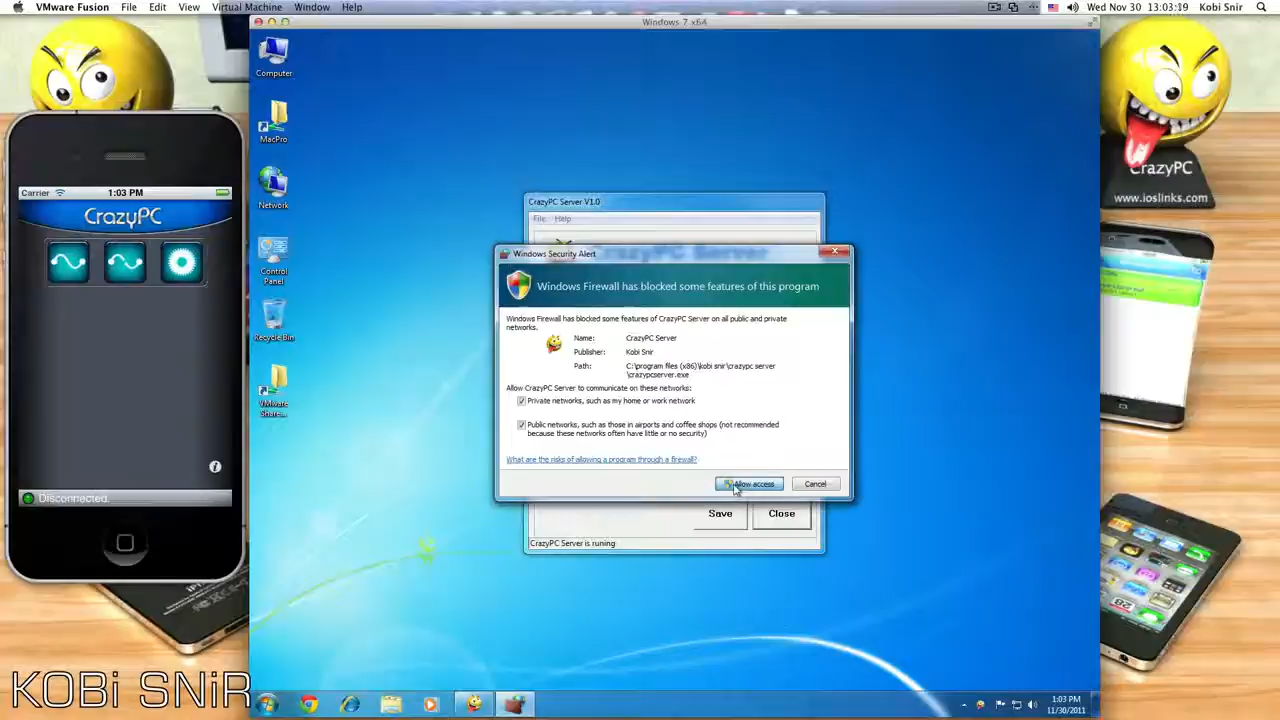 VMware Fusion File Edit View Virtual Machine Window Help
Wed Nov 30 13:03:19 Kobi Snir
Windows 7 x64
Computer
MacPro
Network
Control
Panel
Recycle Bin
VMware
Share...
Carrier 1:03 PM
CrazyPC
Disconnected.
CrazyPC Server V1.0
File Help
CrazyPC Server
Windows Security Alert
Windows Firewall has blocked some features of this program
Windows Firewall has blocked some features of CrazyPC Server on all public and private
networks.
Name: CrazyPC Server
Publisher: Kobi Snir
Path: C:\program files (x86)\kobi snir\crazypc server
\crazypcserver.exe
Allow CrazyPC Server to communicate on these networks:
Private networks, such as my home or work network
Public networks, such as those in airports and coffee shops (not recommended
because these networks often have little or no security)
What are the risks of allowing a program through a firewall?
Allow access Cancel
Save Close
CrazyPC Server is runing
CrazyPC
www.ioslinks.com
KOBi SNiR
1:03 PM
11/30/2011